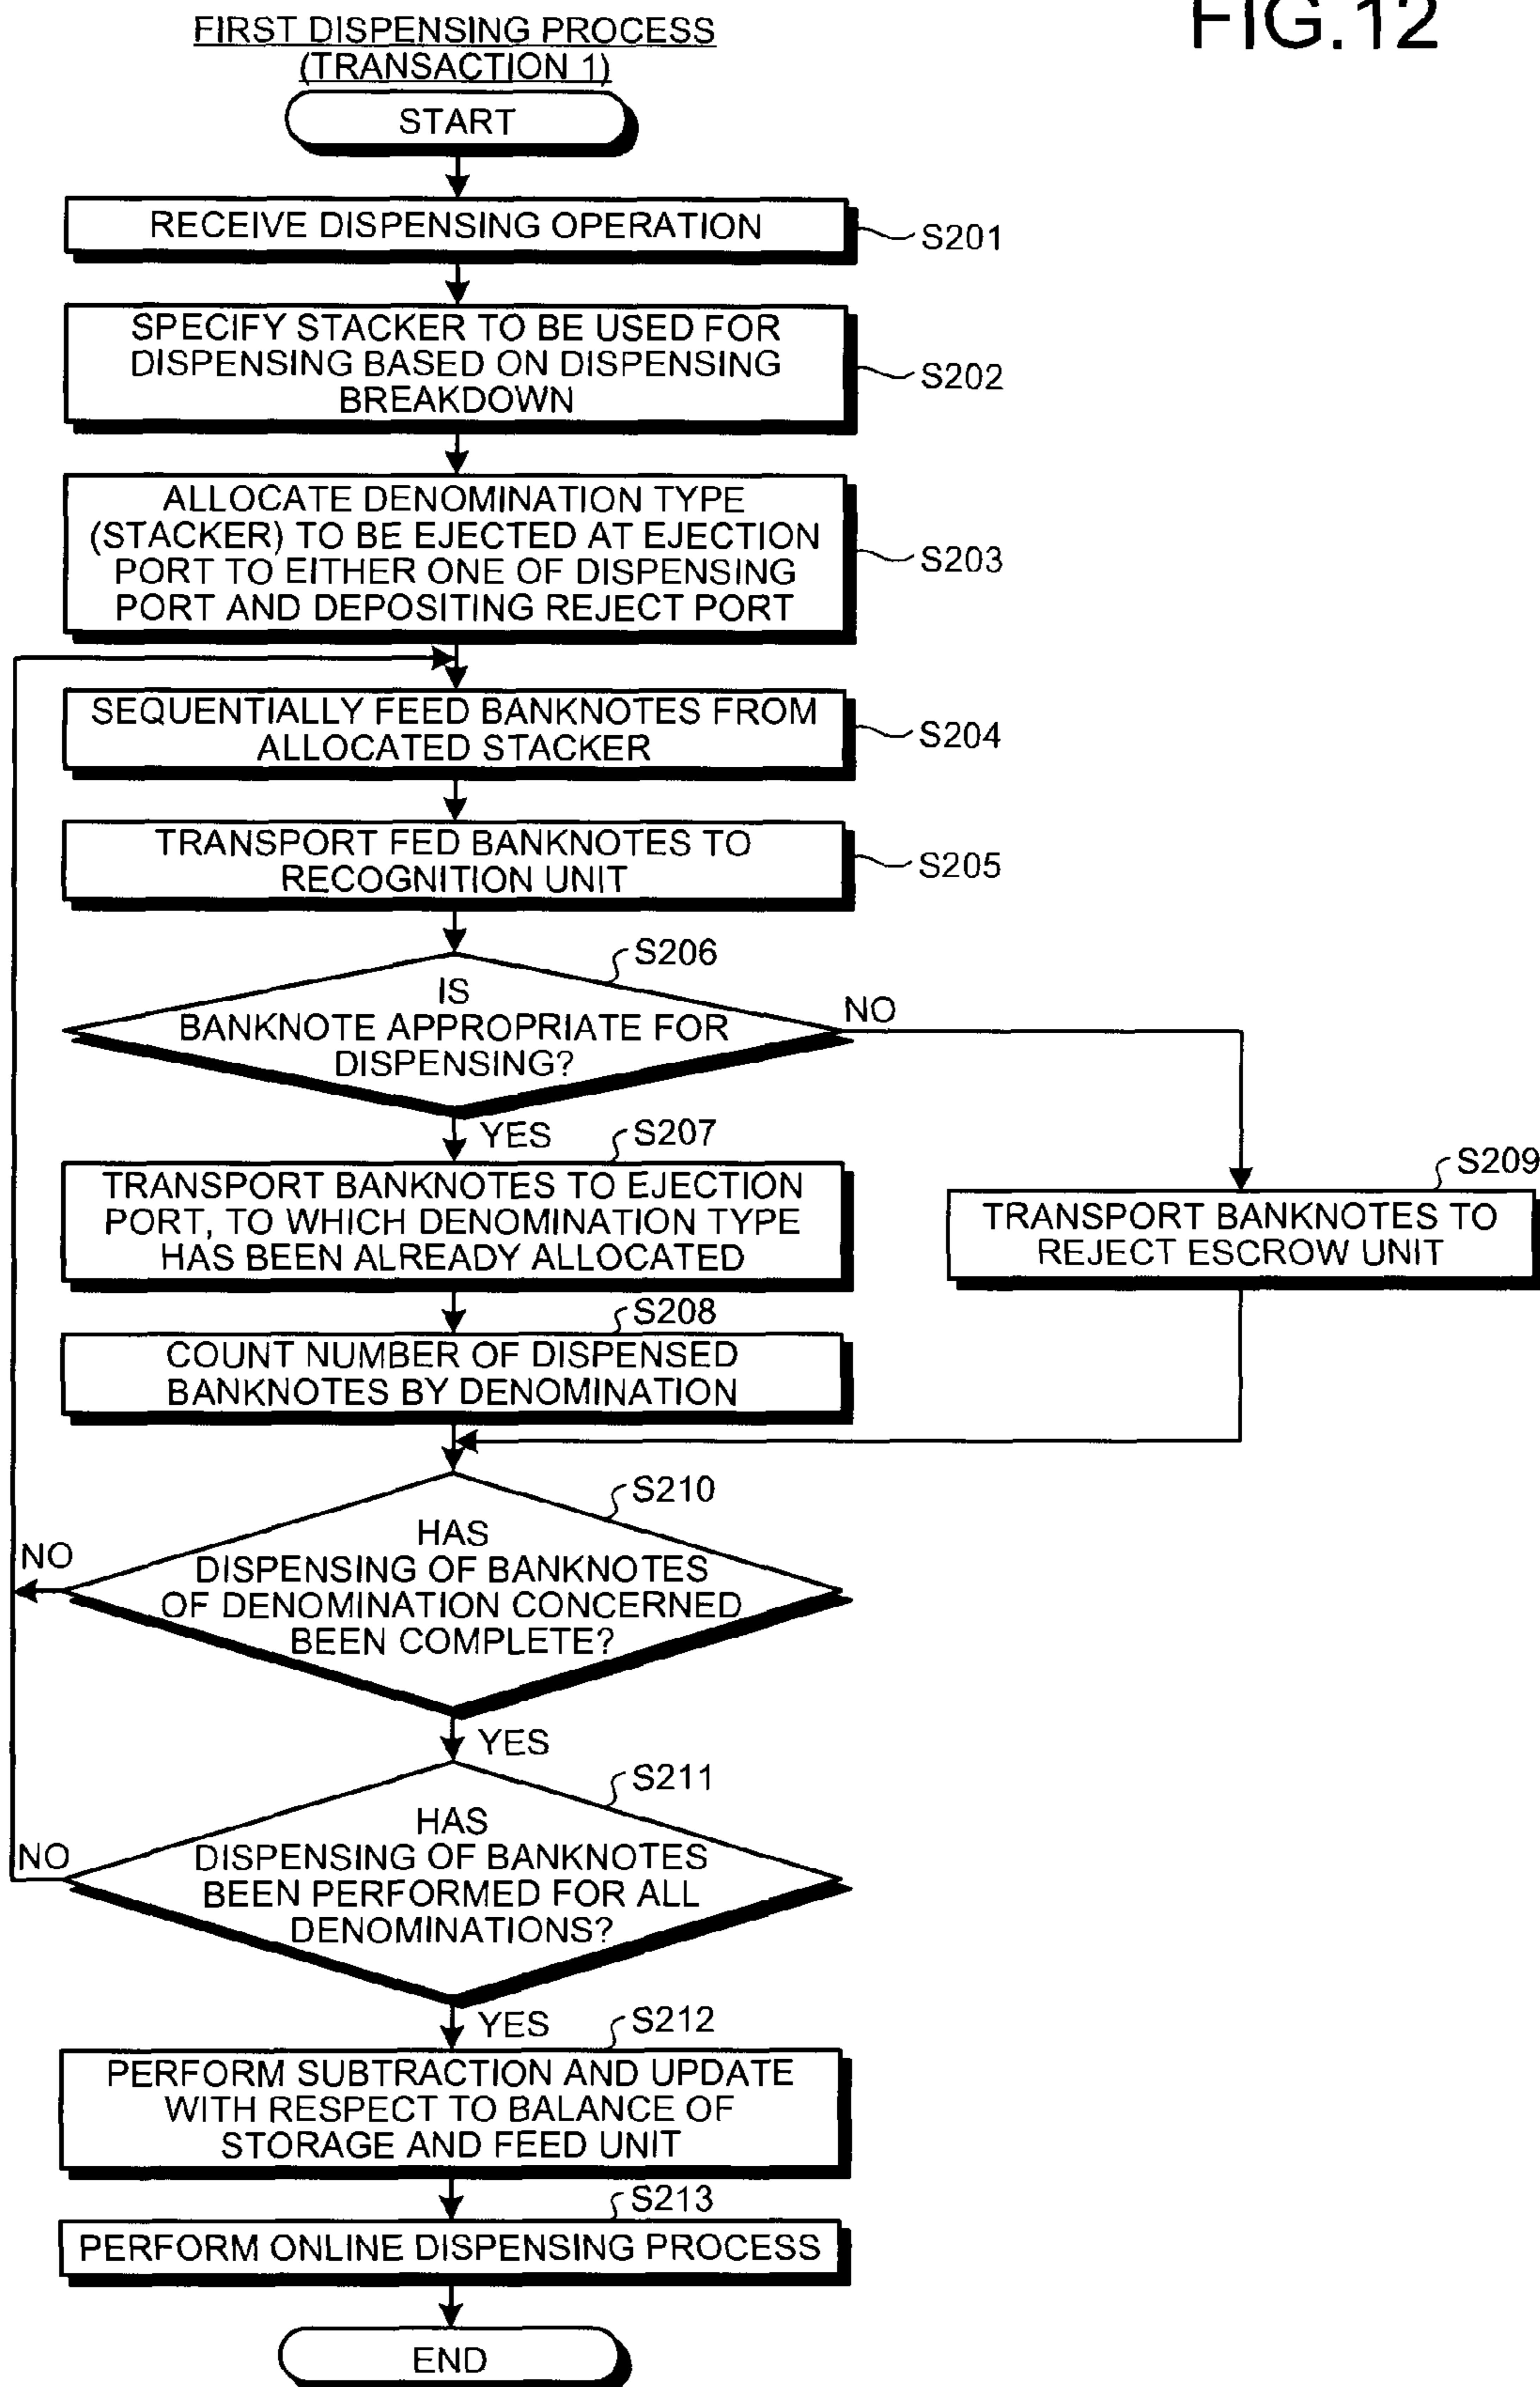 FIG.12
FIRST DISPENSING PROCESS
(TRANSACTION 1)
START
RECEIVE DISPENSING OPERATION
S201
SPECIFY STACKER TO BE USED FOR
DISPENSING BASED ON DISPENSING
BREAKDOWN
S202
ALLOCATE DENOMINATION TYPE
(STACKER) TO BE EJECTED AT EJECTION
PORT TO EITHER ONE OF DISPENSING
PORT AND DEPOSITING REJECT PORT
S203
SEQUENTIALLY FEED BANKNOTES FROM
ALLOCATED STACKER
S204
TRANSPORT FED BANKNOTES TO
RECOGNITION UNIT
S205
S206
IS
BANKNOTE APPROPRIATE FOR
DISPENSING?
NO
YES
S207
TRANSPORT BANKNOTES TO EJECTION
PORT, TO WHICH DENOMINATION TYPE
HAS BEEN ALREADY ALLOCATED
S209
TRANSPORT BANKNOTES TO
REJECT ESCROW UNIT
S208
COUNT NUMBER OF DISPENSED
BANKNOTES BY DENOMINATION
S210
HAS
DISPENSING OF BANKNOTES
OF DENOMINATION CONCERNED
BEEN COMPLETE?
NO
YES
S211
HAS
DISPENSING OF BANKNOTES
BEEN PERFORMED FOR ALL
DENOMINATIONS?
NO
YES
S212
PERFORM SUBTRACTION AND UPDATE
WITH RESPECT TO BALANCE OF
STORAGE AND FEED UNIT
S213
PERFORM ONLINE DISPENSING PROCESS
END